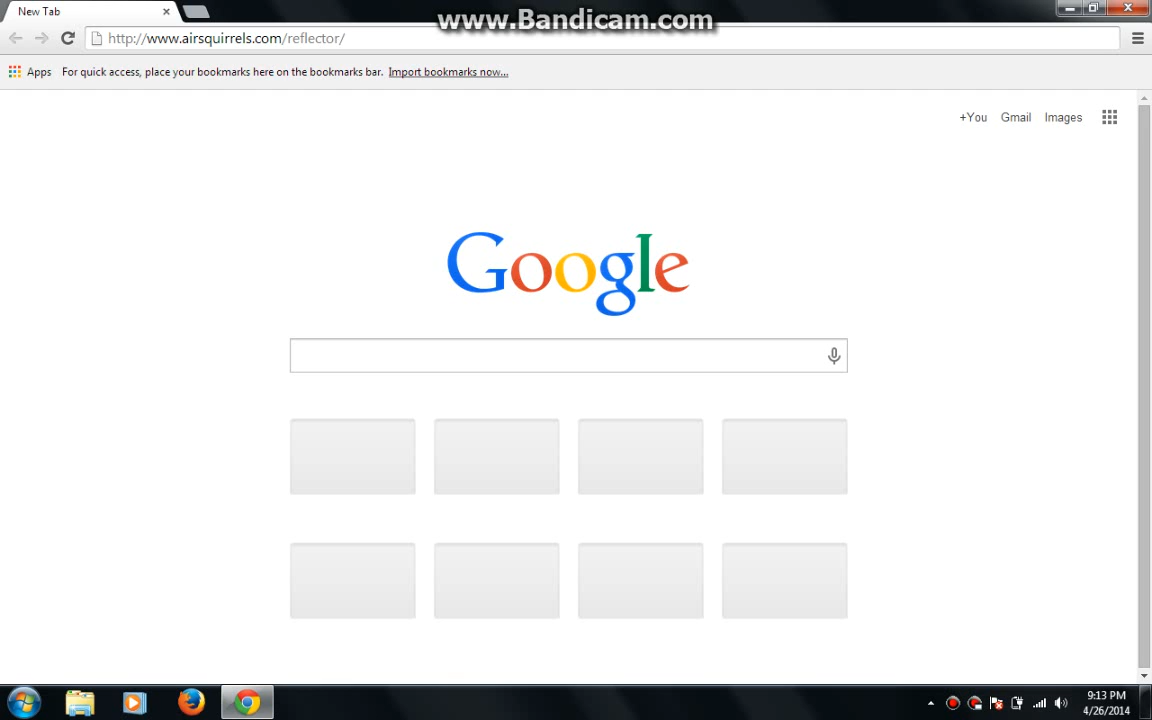 New Tab
www.Bandicam.com
http://www.airsquirrels.com/reflector/
Apps For quick access, place your bookmarks here on the bookmarks bar. Import bookmarks now...
+You Gmail Images
Google
9:13 PM
4/26/2014